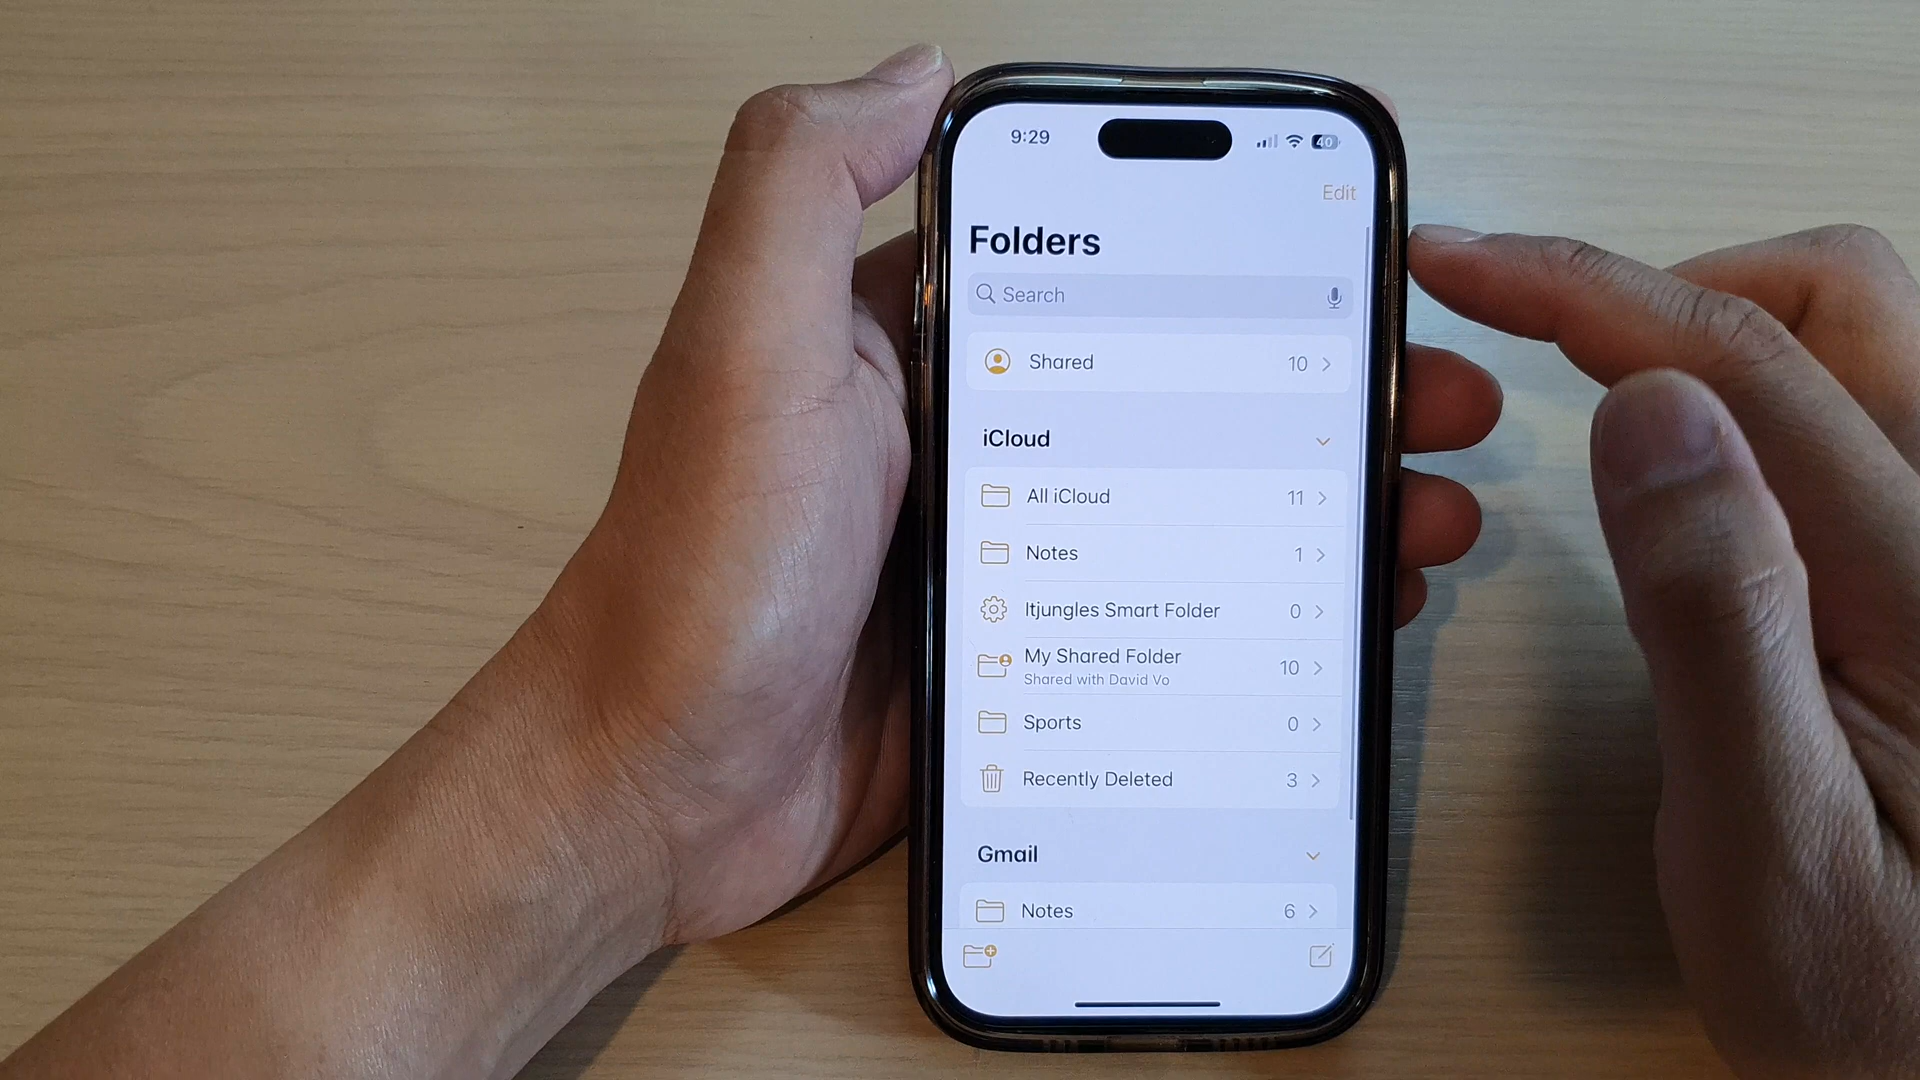 9:29
40
Edit
Folders
Search
Shared 10
iCloud
All iCloud 11
Notes 1
Itjungles Smart Folder 0
My Shared Folder 10
Shared with David Vo
Sports 0
Recently Deleted 3
Gmail
Notes 6